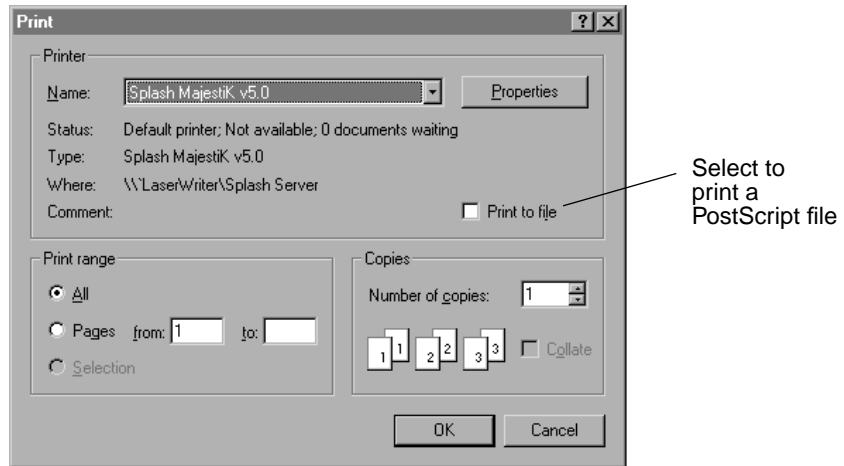 Print
Printer
Name: Splash MajestiK v5.0 Properties
Status: Default printer; Not available; 0 documents waiting
Type: Splash MajestiK v5.0
Where: \\`LaserWriter\Splash Server
Comment: Print to file
Select to
print a
PostScript file
Print range
All
Pages from: 1 to:
Selection
Copies
Number of copies: 1
1 1 2 2 3 3 Collate
OK Cancel